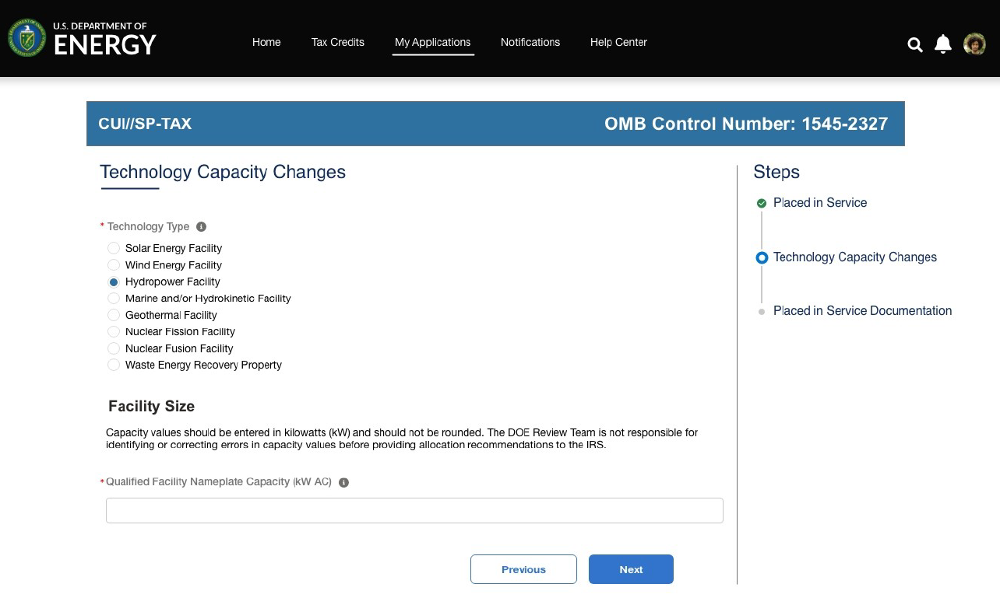 U.S. DEPARTMENT OF
ENERGY
Home
Tax Credits
My Applications
Notifications
Help Center
CUI//SP-TAX
OMB Control Number: 1545-2327
Technology Capacity Changes
* Technology Type
Solar Energy Facility
Wind Energy Facility
Hydropower Facility
Marine and/or Hydrokinetic Facility
Geothermal Facility
Nuclear Fission Facility
Nuclear Fusion Facility
Waste Energy Recovery Property
Facility Size
Capacity values should be entered in kilowatts (kW) and should not be rounded. The DOE Review Team is not responsible for
identifying or correcting errors in capacity values before providing allocation recommendations to the IRS.
*Qualified Facility Nameplate Capacity (kW AC)
Previous
Next
Steps
Placed in Service
Technology Capacity Changes
Placed in Service Documentation